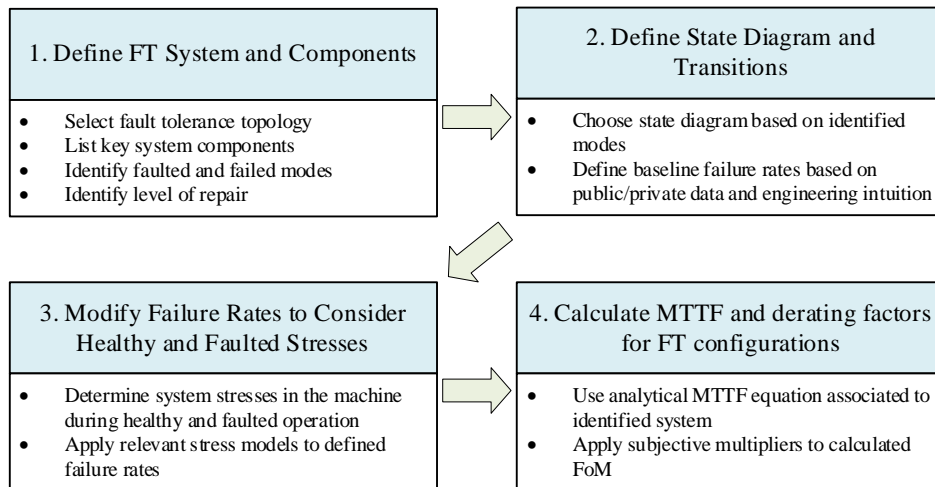 1. Define FT System and Components
• Select fault tolerance topology
• List key system components
• Identify faulted and failed modes
• Identify level of repair
2. Define State Diagram and
Transitions
• Choose state diagram based on identified
modes
• Define baseline failure rates based on
public/private data and engineering intuition
3. Modify Failure Rates to Consider
Healthy and Faulted Stresses
• Determine system stresses in the machine
during healthy and faulted operation
• Apply relevant stress models to defined
failure rates
4. Calculate MTTF and derating factors
for FT configurations
• Use analytical MTTF equation associated to
identified system
• Apply subjective multipliers to calculated
FoM